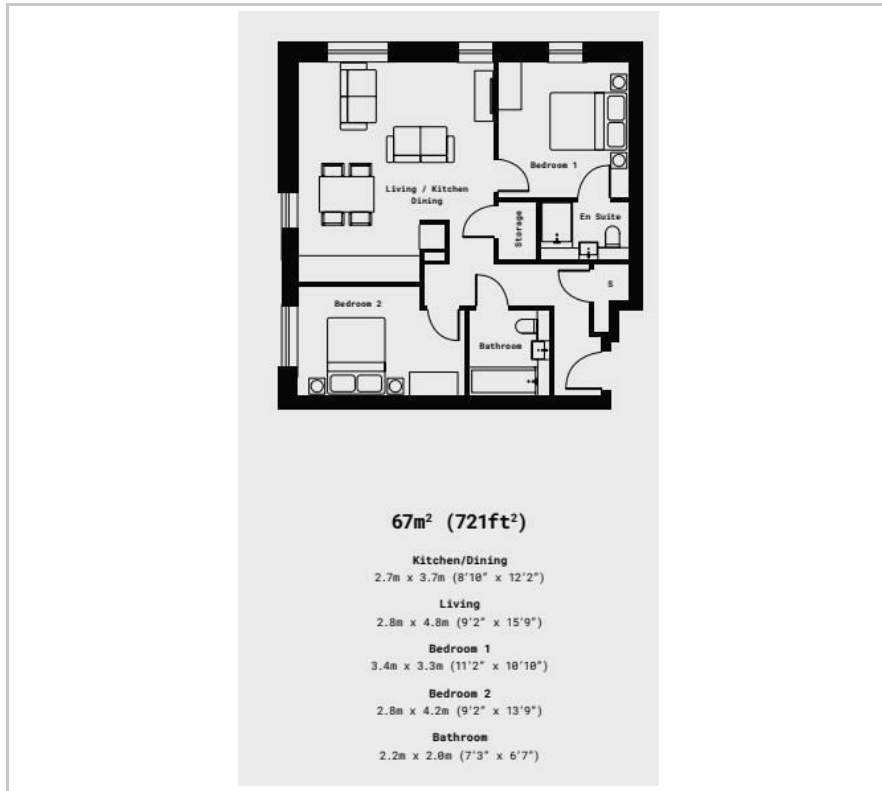 Bedroom 1
Living / Kitchen
Dining
Storage
En Suite
S
Bedroom 2
Bathroom
67m² (721ft²)
Kitchen/Dining
2.7m x 3.7m (8'10" x 12'2")
Living
2.8m x 4.8m (9'2" x 15'9")
Bedroom 1
3.4m x 3.3m (11'2" x 10'10")
Bedroom 2
2.8m x 4.2m (9'2" x 13'9")
Bathroom
2.2m x 2.0m (7'3" x 6'7")